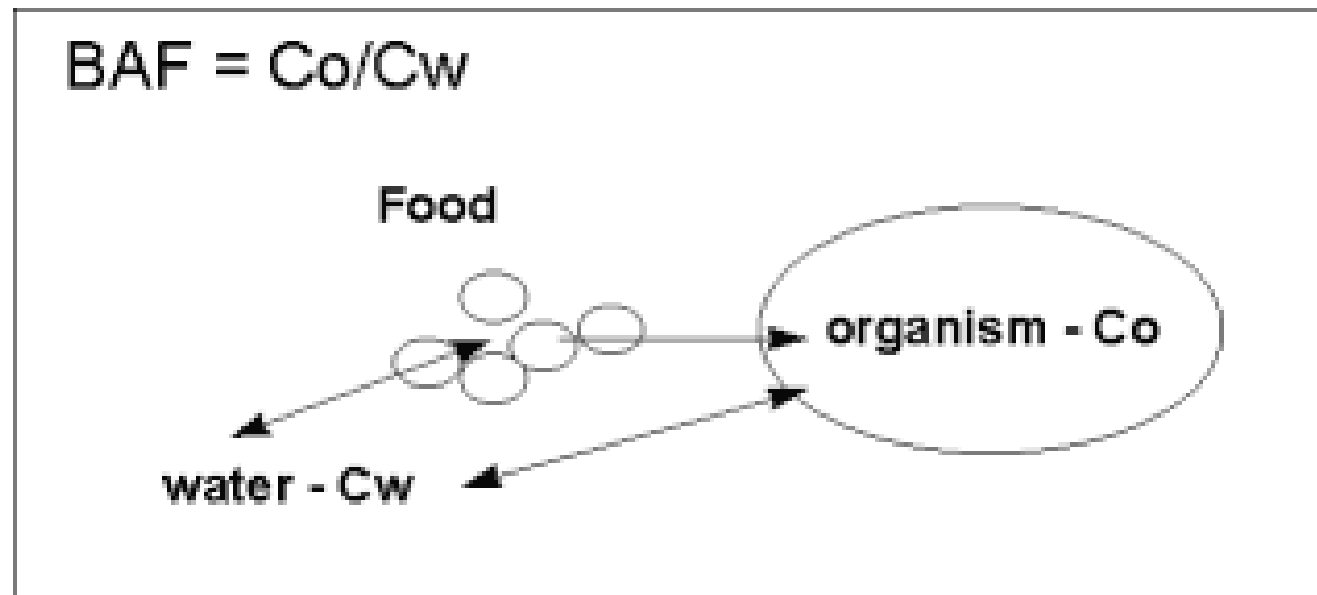 BAF = Co/Cw
Food
organism - Co
water - Cw